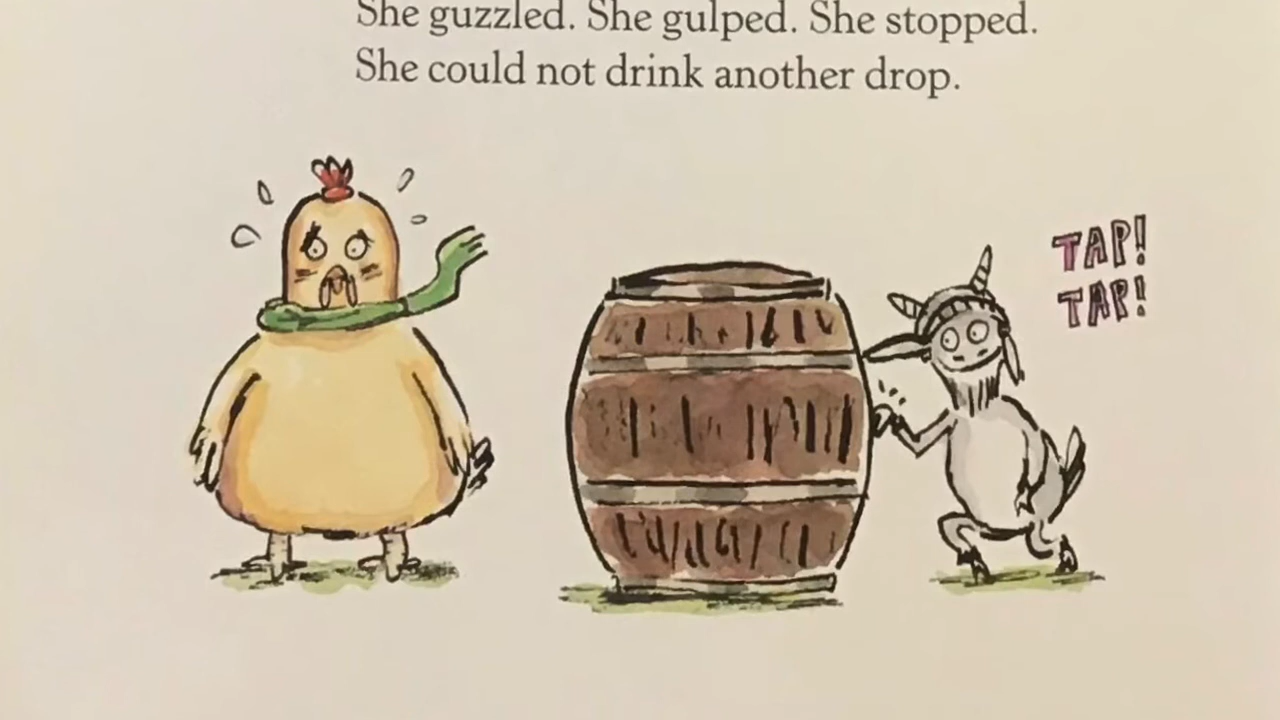 She guzzled. She gulped. She stopped.
She could not drink another drop.
TAP!
TAP!